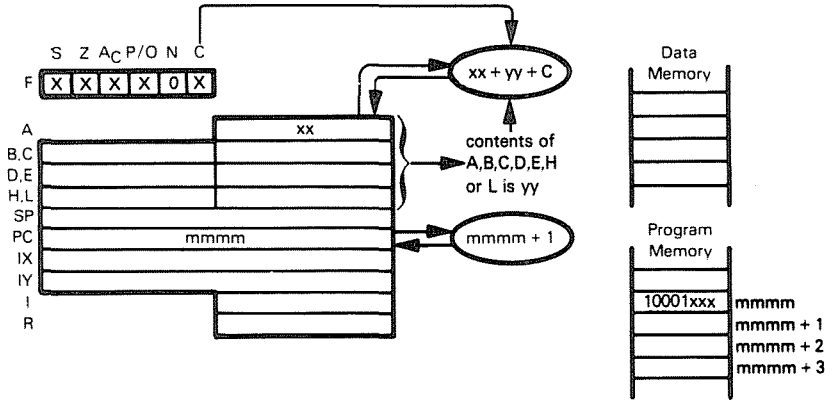 S Z AC P/O N C
F X X X X 0 X
A xx
B,C
D,E
H,L
SP
PC mmmm
IX
IY
I
R
xx + yy + C
contents of
A,B,C,D,E,H
or L is yy
mmmm + 1
Data
Memory
Program
Memory
10001xxx mmmm
mmmm + 1
mmmm + 2
mmmm + 3